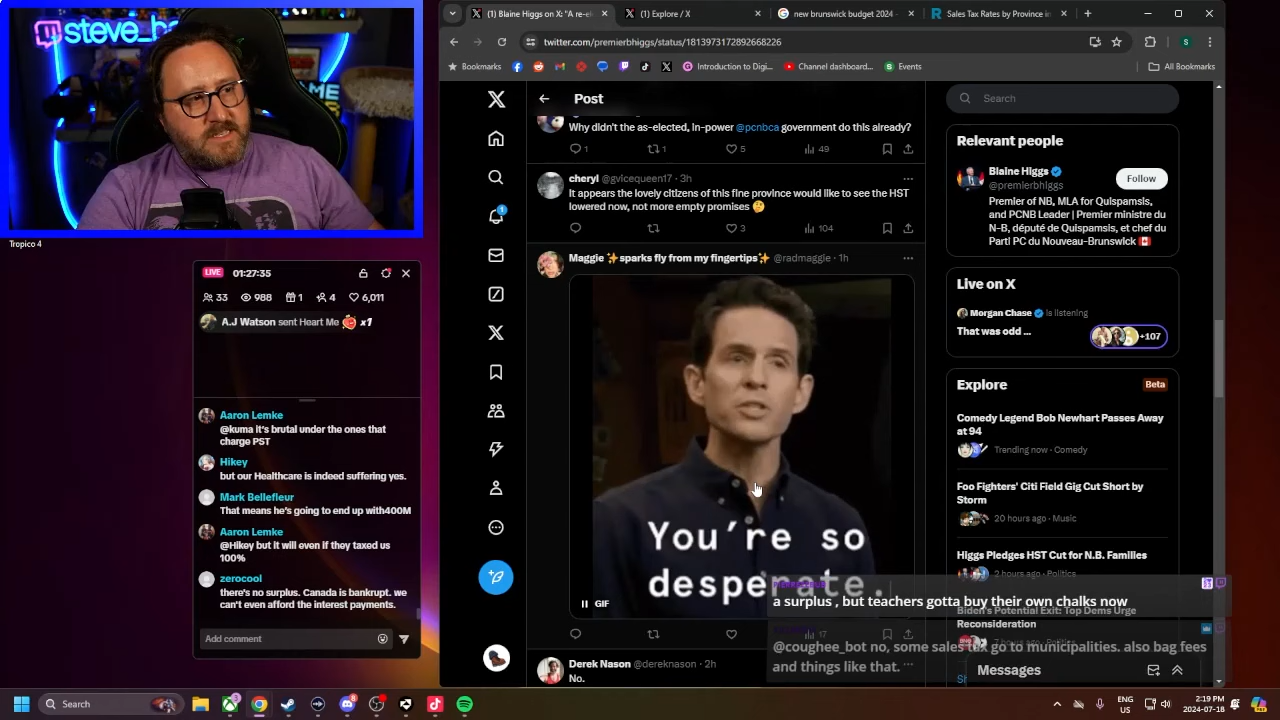 steve_b
GAME
Tropico 4
LIVE 01:27:35
33 988 1 4 6,011
A.J Watson sent Heart Me x1
Aaron Lemke
@kuma it's brutal under the ones that
charge PST
Hikey
but our Healthcare is indeed suffering yes.
Mark Bellefleur
That means he's going to end up with400M
Aaron Lemke
@Hikey but it will even if they taxed us
100%
zerocool
there's no surplus. Canada is bankrupt. we
can't even afford the interest payments.
Add comment
(1) Blaine Higgs on X: "A re-el
(1) Explore / X
Sales Tax Rates by Province i
twitter.com/premierbhiggs/status/1813973172892668226
Bookmarks
Introduction to Digi...
Channel dashboard...
Events
All Bookmarks
Post
Why didn't the as-elected, in-power @pcnbca government do this already?
1 1 5 49
cheryl @gvicequeen17 · 3h
It appears the lovely citizens of this fine province would like to see the HST
lowered now, not more empty promises 🤔
3 104
Maggie ✨sparks fly from my fingertips✨ @radmaggie · 1h
You're so
desperate.
GIF
17
Derek Nason @dereknason · 2h
No.
Search
Relevant people
Blaine Higgs
@premierbhiggs
Follow
Premier of NB, MLA for Quispamsis,
and PCNB Leader | Premier ministre du
N-B, député de Quispamsis, et chef du
Parti PC du Nouveau-Brunswick 🇨🇦
Live on X
Morgan Chase is listening
That was odd ...
+107
Explore
Beta
Comedy Legend Bob Newhart Passes Away
at 94
Trending now · Comedy
Foo Fighters' Citi Field Gig Cut Short by
Storm
20 hours ago · Music
Higgs Pledges HST Cut for N.B. Families
2 hours ago · Politics
Biden's Potential Exit: Top Dems Urge
Reconsideration
7 hours ago · Politics
a surplus , but teachers gotta buy their own chalks now
@coughee_bot no, some sales tax go to municipalities. also bag fees
and things like that.
Messages
Search
ENG
US
2:19 PM
2024-07-18